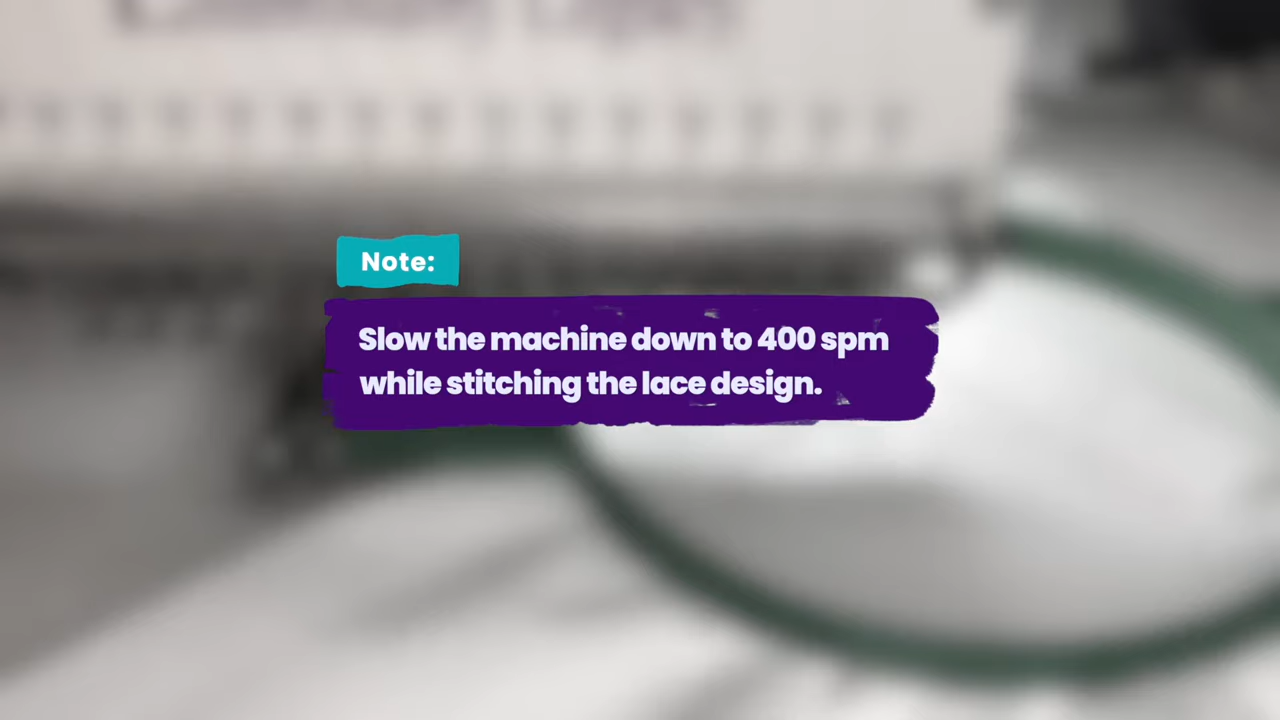 Note:
Slow the machine down to 400 spm
while stitching the lace design.